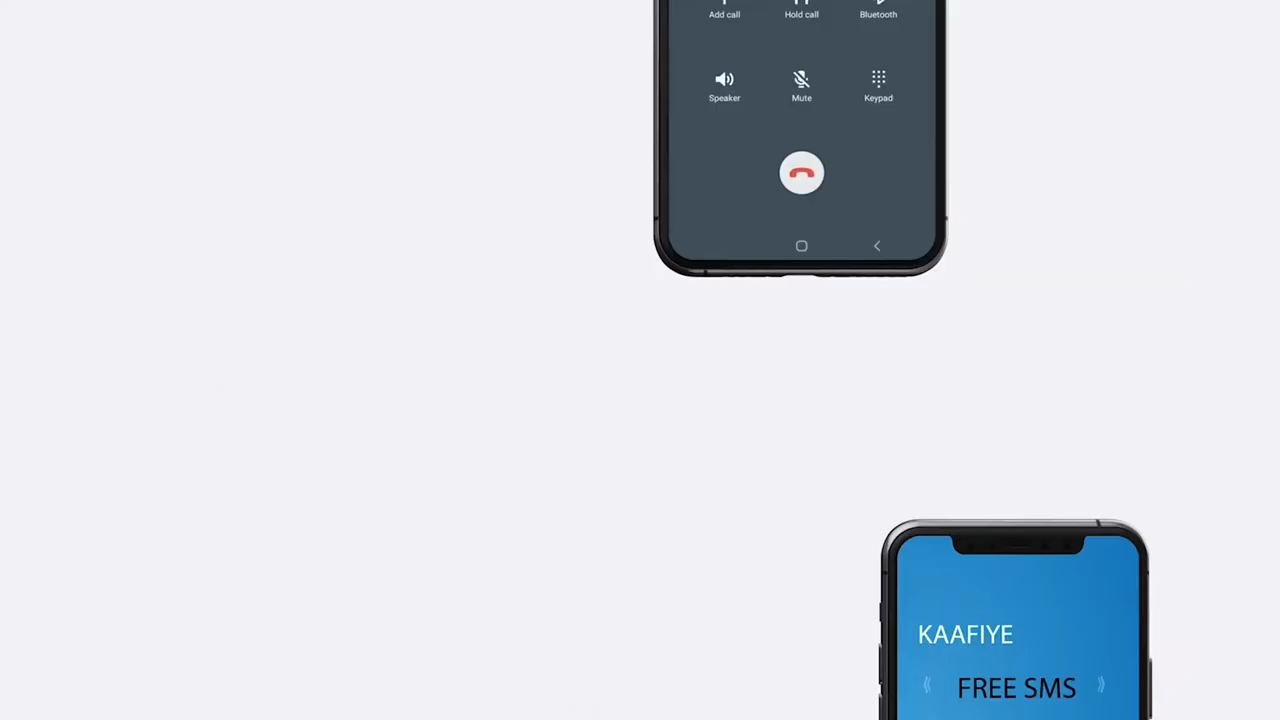 Add call Hold call Bluetooth
Speaker Mute Keypad
KAAFIYE
FREE SMS